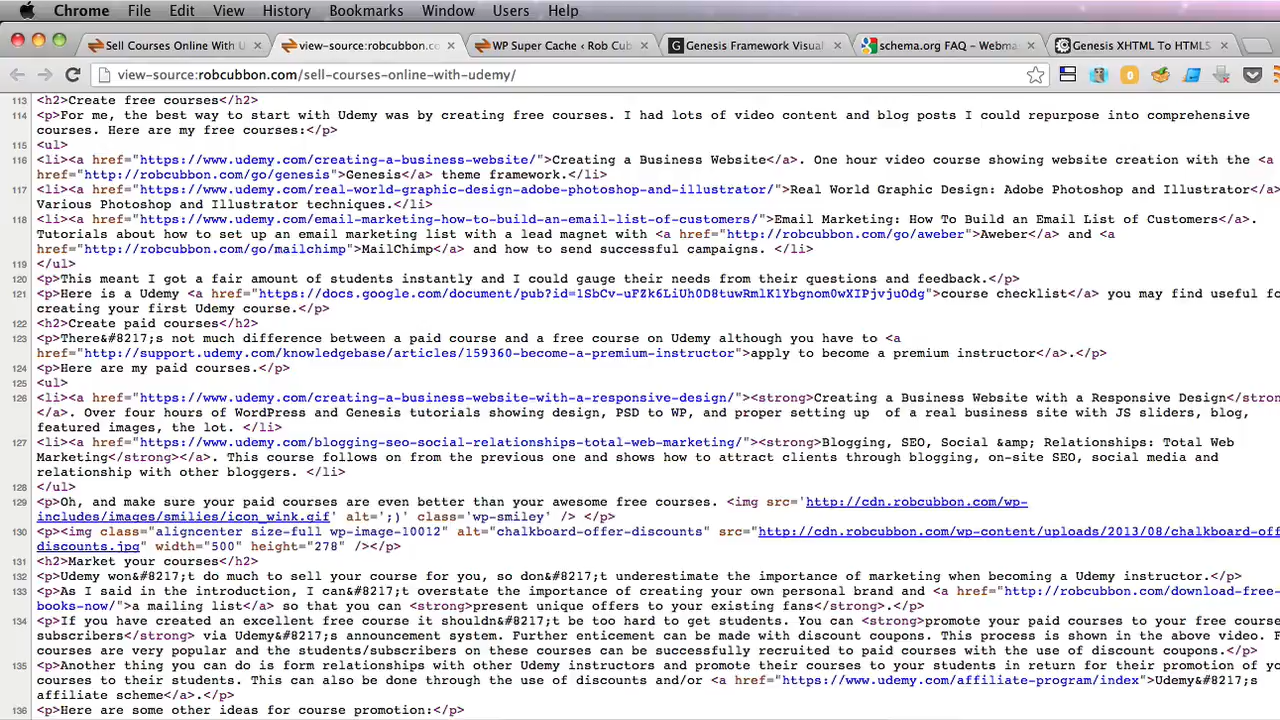 Chrome File Edit View History Bookmarks Window Users Help
Sell Courses Online With U × view-source:robcubbon.co × WP Super Cache ‹ Rob Cub × Genesis Framework Visual × schema.org FAQ - Webma × Genesis XHTML To HTML5 ×
view-source:robcubbon.com/sell-courses-online-with-udemy/
113 <h2>Create free courses</h2>
114 <p>For me, the best way to start with Udemy was by creating free courses. I had lots of video content and blog posts I could repurpose into comprehensive
courses. Here are my free courses:</p>
115 <ul>
116 <li><a href="https://www.udemy.com/creating-a-business-website/">Creating a Business Website</a>. One hour video course showing website creation with the <a
href="http://robcubbon.com/go/genesis">Genesis</a> theme framework.</li>
117 <li><a href="https://www.udemy.com/real-world-graphic-design-adobe-photoshop-and-illustrator/">Real World Graphic Design: Adobe Photoshop and Illustrator</a>
Various Photoshop and Illustrator techniques.</li>
118 <li><a href="https://www.udemy.com/email-marketing-how-to-build-an-email-list-of-customers/">Email Marketing: How To Build an Email List of Customers</a>.
Tutorials about how to set up an email marketing list with a lead magnet with <a href="http://robcubbon.com/go/aweber">Aweber</a> and <a
href="http://robcubbon.com/go/mailchimp">MailChimp</a> and how to send successful campaigns. </li>
119 </ul>
120 <p>This meant I got a fair amount of students instantly and I could gauge their needs from their questions and feedback.</p>
121 <p>Here is a Udemy <a href="https://docs.google.com/document/pub?id=1SbCv-uFZk6LiUh0D8tuwRmlK1Ybgnom0wXIPjvjuOdg">course checklist</a> you may find useful fo
creating your first Udemy course.</p>
122 <h2>Create paid courses</h2>
123 <p>There&#8217;s not much difference between a paid course and a free course on Udemy although you have to <a
href="http://support.udemy.com/knowledgebase/articles/159360-become-a-premium-instructor">apply to become a premium instructor</a>.</p>
124 <p>Here are my paid courses.</p>
125 <ul>
126 <li><a href="https://www.udemy.com/creating-a-business-website-with-a-responsive-design/"><strong>Creating a Business Website with a Responsive Design</stron
</a>. Over four hours of WordPress and Genesis tutorials showing design, PSD to WP, and proper setting up  of a real business site with JS sliders, blog,
featured images, the lot. </li>
127 <li><a href="https://www.udemy.com/blogging-seo-social-relationships-total-web-marketing/"><strong>Blogging, SEO, Social &amp; Relationships: Total Web
Marketing</strong></a>. This course follows on from the previous one and shows how to attract clients through blogging, on-site SEO, social media and
relationship with other bloggers. </li>
128 </ul>
129 <p>Oh, and make sure your paid courses are even better than your awesome free courses. <img src='http://cdn.robcubbon.com/wp-
includes/images/smilies/icon_wink.gif' alt=';)' class='wp-smiley' /> </p>
130 <p><img class="aligncenter size-full wp-image-10012" alt="chalkboard-offer-discounts" src="http://cdn.robcubbon.com/wp-content/uploads/2013/08/chalkboard-off
discounts.jpg" width="500" height="278" /></p>
131 <h2>Market your courses</h2>
132 <p>Udemy won&#8217;t do much to sell your course for you, so don&#8217;t underestimate the importance of marketing when becoming a Udemy instructor.</p>
133 <p>As I said in the introduction, I can&#8217;t overstate the importance of creating your own personal brand and <a href="http://robcubbon.com/download-free-
books-now/">a mailing list</a> so that you can <strong>present unique offers to your existing fans</strong>.</p>
134 <p>If you have created an excellent free course it shouldn&#8217;t be too hard to get students. You can <strong>promote your paid courses to your free course
subscribers</strong> via Udemy&#8217;s announcement system. Further enticement can be made with discount coupons. This process is shown in the above video. F
courses are very popular and the students/subscribers on these courses can be successfully recruited to paid courses with the use of discount coupons.</p>
135 <p>Another thing you can do is form relationships with other Udemy instructors and promote their courses to your students in return for their promotion of yo
courses to their students. This can also be done through the use of discounts and/or <a href="https://www.udemy.com/affiliate-program/index">Udemy&#8217;s
affiliate scheme</a>.</p>
136 <p>Here are some other ideas for course promotion:</p>